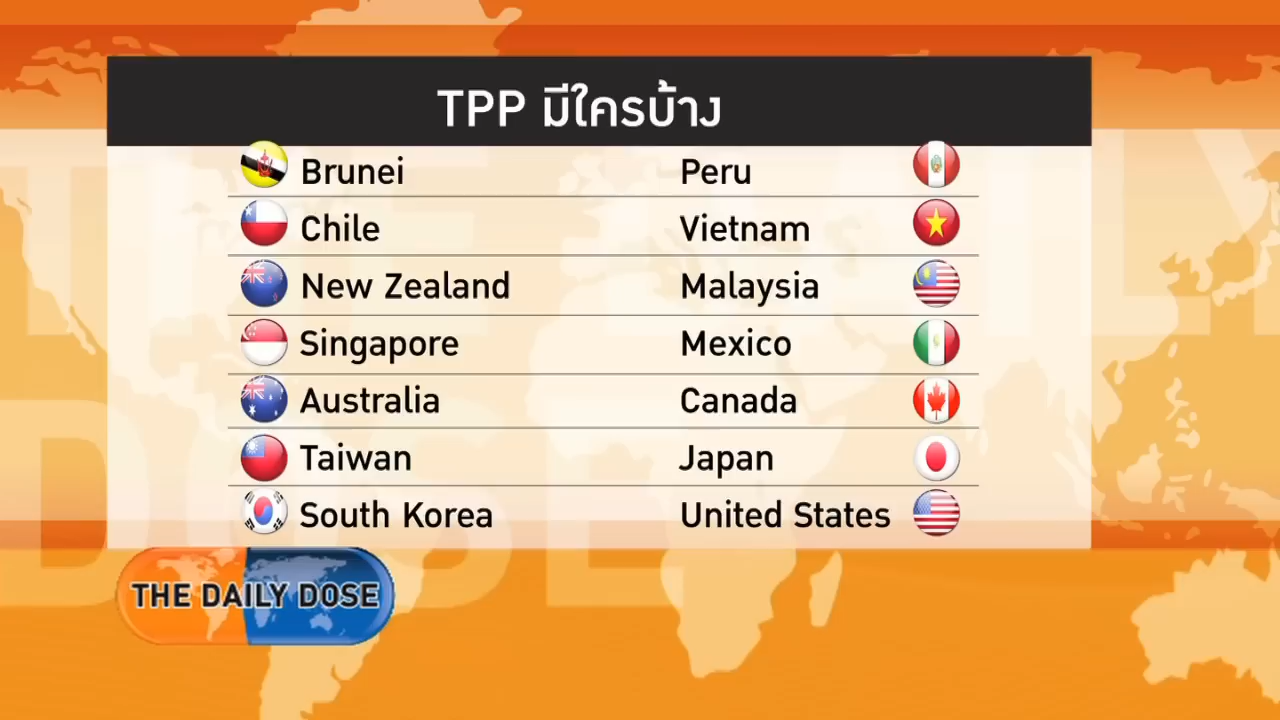 TPP มีใครบ้าง
Brunei Peru
Chile Vietnam
New Zealand Malaysia
Singapore Mexico
Australia Canada
Taiwan Japan
South Korea United States
THE DAILY DOSE